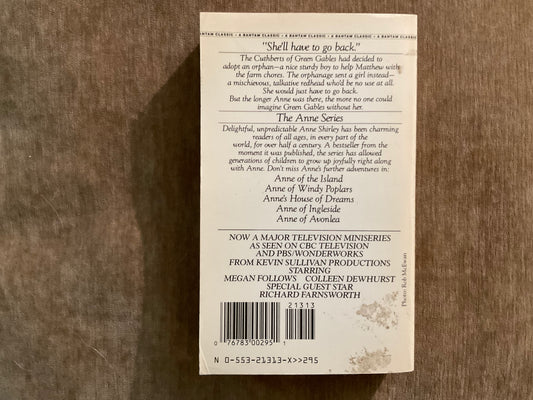 ANTAM CLASSIC • A BANTAM CLASSIC • A BANTAM CLASSIC • A BANTAM CLASSIC • A BANTAM CLASSIC •
"She'll have to go back."
The Cuthberts of Green Gables had decided to
adopt an orphan—a nice sturdy boy to help Matthew with
the farm chores. The orphanage sent a girl instead—
a mischievous, talkative redhead who'd be no use at all.
She would just have to go back.
But the longer Anne was there, the more no one could
imagine Green Gables without her.
The Anne Series
Delightful, unpredictable Anne Shirley has been charming
readers of all ages, in every part of the
world, for over half a century. A bestseller from the
moment it was published, the series has allowed
generations of children to grow up joyfully right along
with Anne. Don't miss Anne's further adventures in:
Anne of the Island
Anne of Windy Poplars
Anne's House of Dreams
Anne of Ingleside
Anne of Avonlea
NOW A MAJOR TELEVISION MINISERIES
AS SEEN ON CBC TELEVISION
AND PBS/WONDERWORKS
FROM KEVIN SULLIVAN PRODUCTIONS
STARRING
MEGAN FOLLOWS COLLEEN DEWHURST
SPECIAL GUEST STAR
RICHARD FARNSWORTH
Photo: Rob McEwan
21313
0 76783 00295 1
N 0-553-21313-X>>295